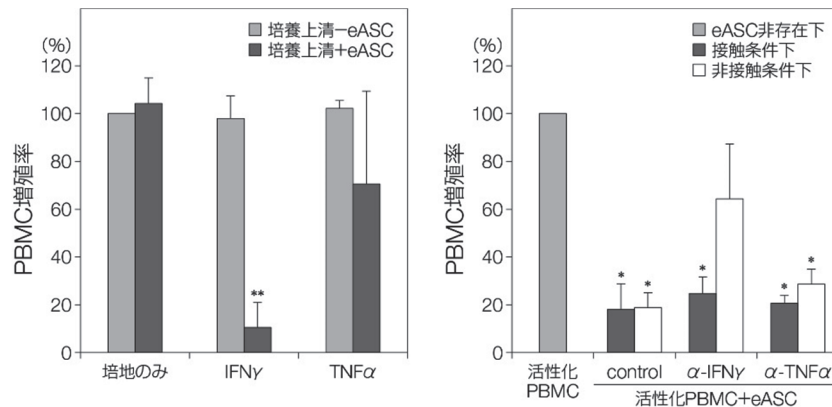 (%)
培養上清−eASC
培養上清+eASC
120
100
80
60
40
20
0
PBMC増殖率
**
培地のみ
IFNγ
TNFα
(%)
eASC非存在下
接触条件下
非接触条件下
120
100
80
60
40
20
0
PBMC増殖率
* * * * *
活性化
PBMC
control
α-IFNγ
α-TNFα
活性化PBMC+eASC